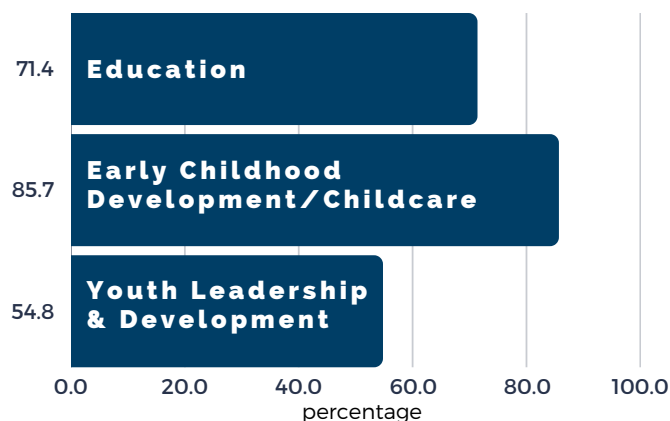 71.4
Education
85.7
Early Childhood
Development/Childcare
54.8
Youth Leadership
& Development
0.0 20.0 40.0 60.0 80.0 100.0
percentage